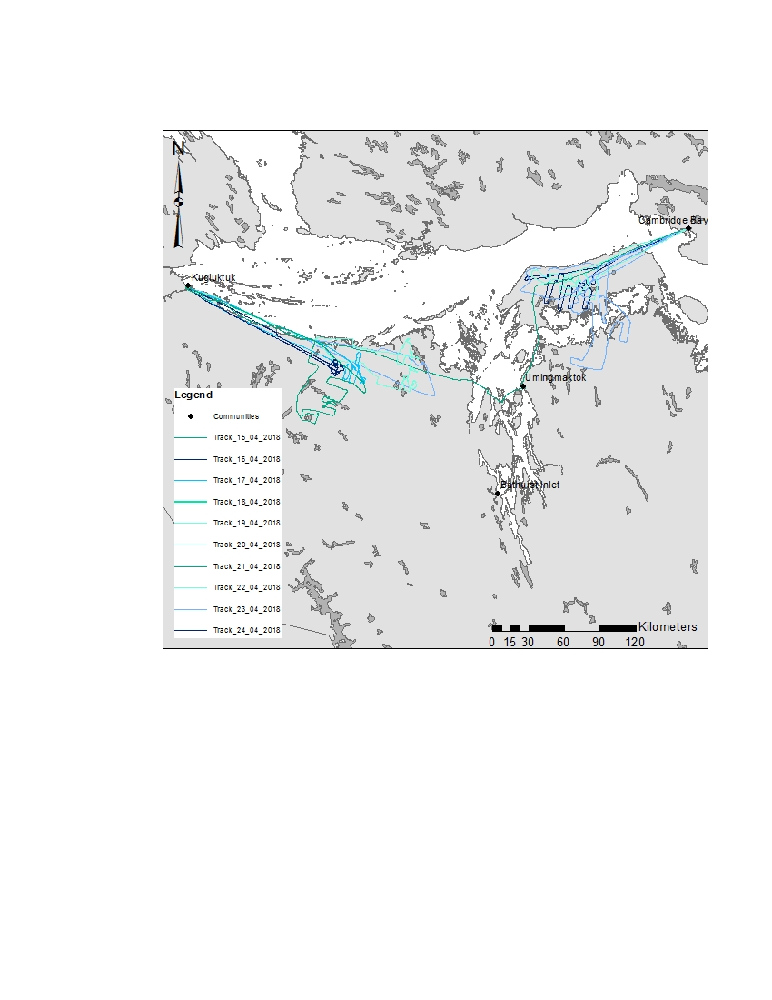 N
Cambridge Bay
Kugluktuk
Umingmaktok
Legend
Communities
Track_15_04_2018
Track_16_04_2018
Track_17_04_2018
Track_18_04_2018
Track_19_04_2018
Track_20_04_2018
Track_21_04_2018
Track_22_04_2018
Track_23_04_2018
Track_24_04_2018
Bathurst Inlet
Kilometers
0 15 30 60 90 120